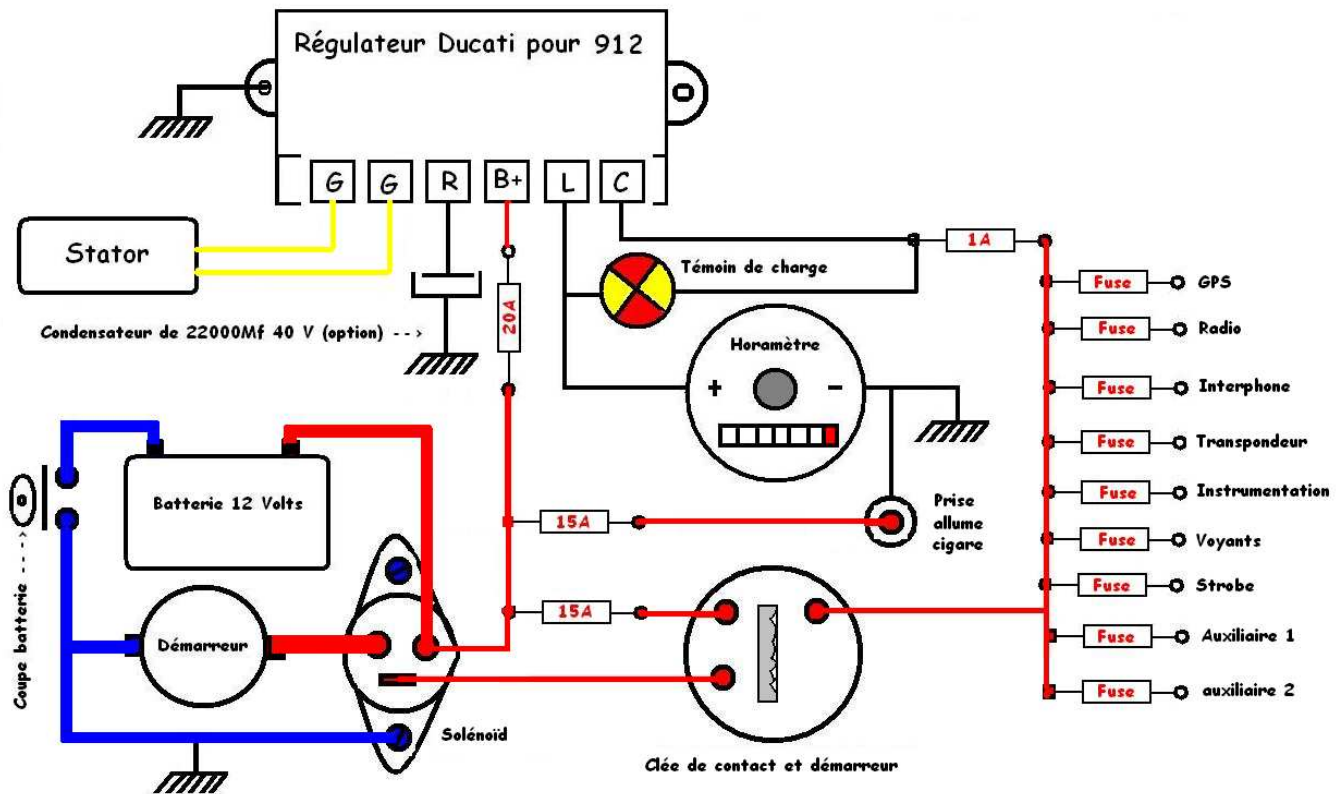 Régulateur Ducati pour 912
G
G
R
B+
L
C
Stator
1A
Témoin de charge
Fuse
GPS
20A
Condensateur de 22000Mf 40 V (option) -->
Fuse
Radio
Horamètre
+
-
Fuse
Interphone
Fuse
Transpondeur
Batterie 12 Volts
Fuse
Instrumentation
15A
Prise
allume
cigare
Fuse
Voyants
Coupe batterie ---->
Fuse
Strobe
15A
Démarreur
Fuse
Auxiliaire 1
Fuse
auxiliaire 2
Solénoïd
Clée de contact et démarreur